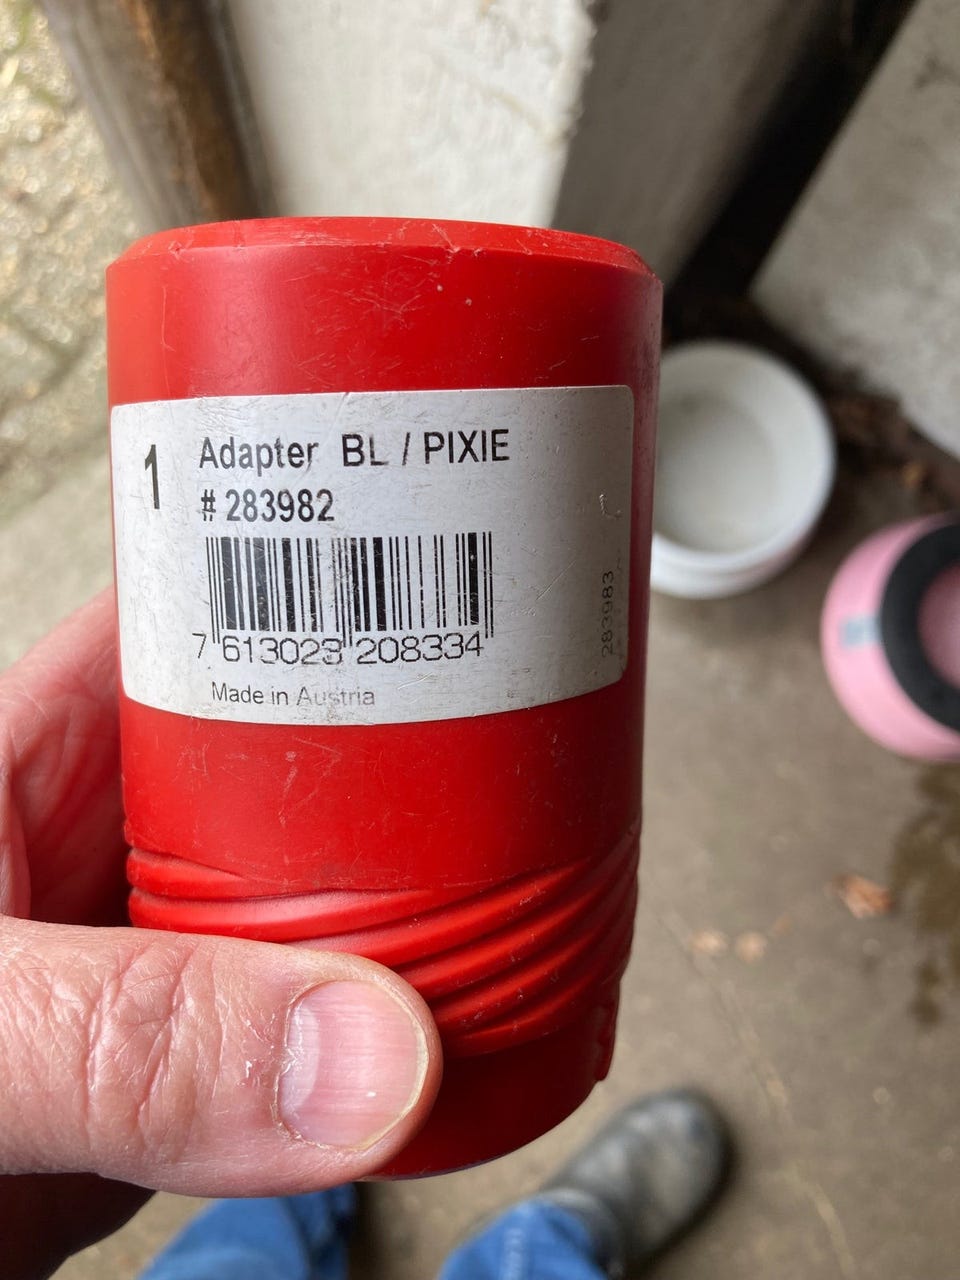 1 Adapter BL / PIXIE
# 283982
7 613023 208334
Made in Austria
283983